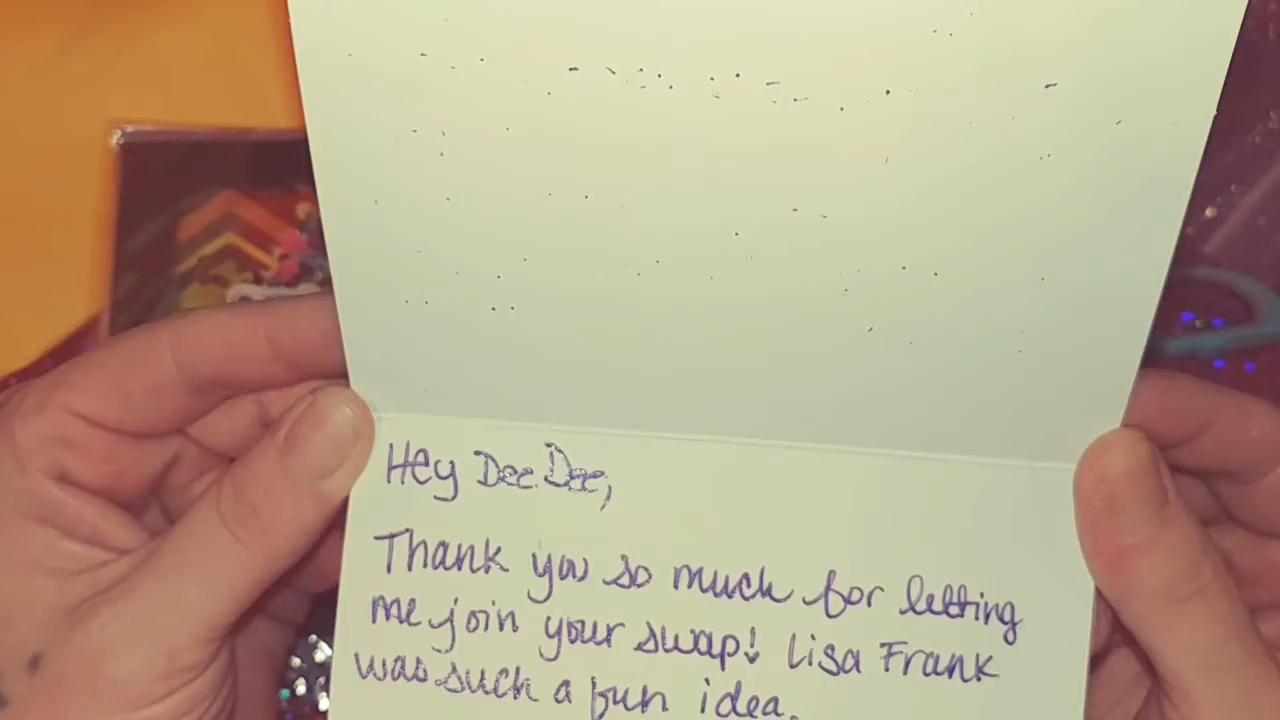 Hey Dee Dee,
Thank you so much for letting
me join your swap! Lisa Frank
was such a fun idea.